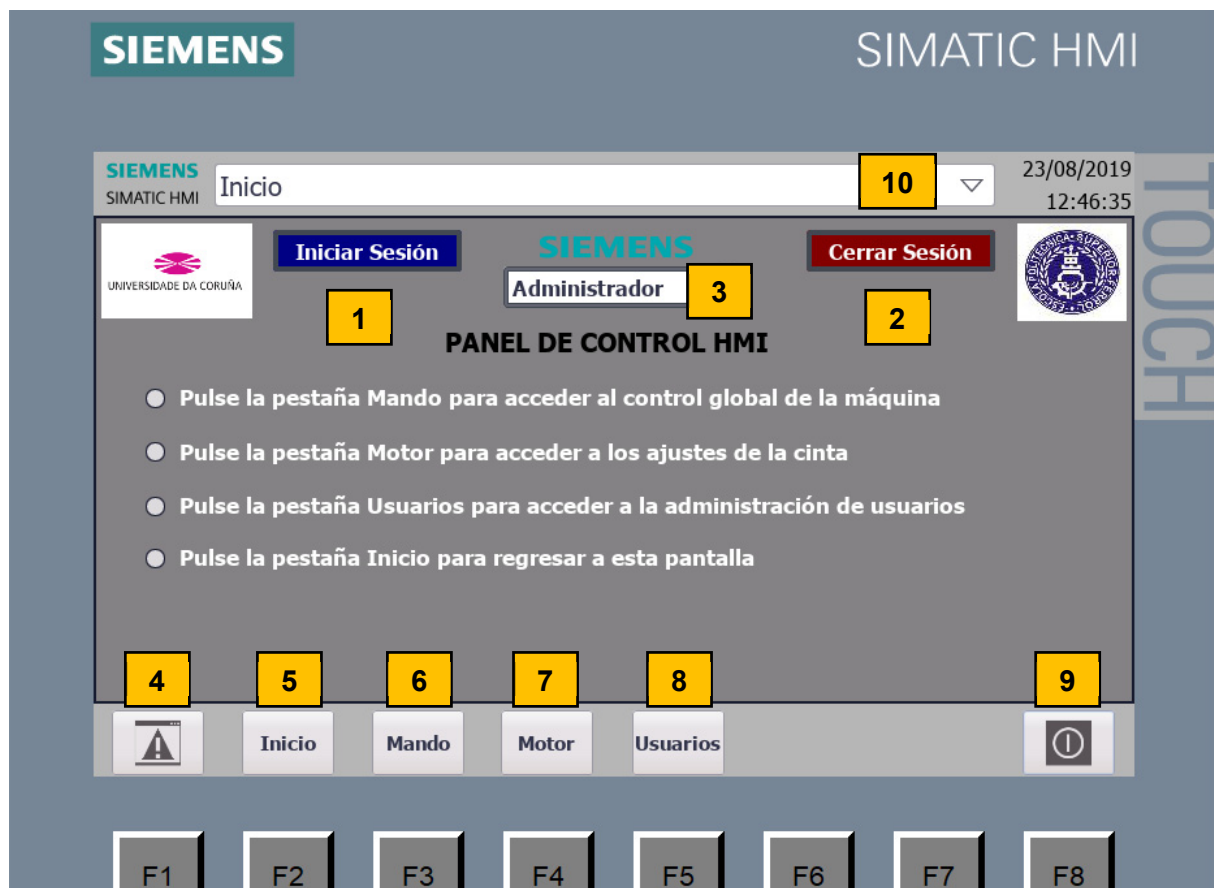 SIEMENS
SIMATIC HMI
TOUCH
SIEMENS
SIMATIC HMI
Inicio
10
23/08/2019
12:46:35
UNIVERSIDADE DA CORUÑA
Iniciar Sesión
SIEMENS
Cerrar Sesión
ESCOLA POLITECNICA SUPERIOR FERROL
Administrador
3
1
2
PANEL DE CONTROL HMI
Pulse la pestaña Mando para acceder al control global de la máquina
Pulse la pestaña Motor para acceder a los ajustes de la cinta
Pulse la pestaña Usuarios para acceder a la administración de usuarios
Pulse la pestaña Inicio para regresar a esta pantalla
4 5 6 7 8 9
Inicio Mando Motor Usuarios
F1 F2 F3 F4 F5 F6 F7 F8